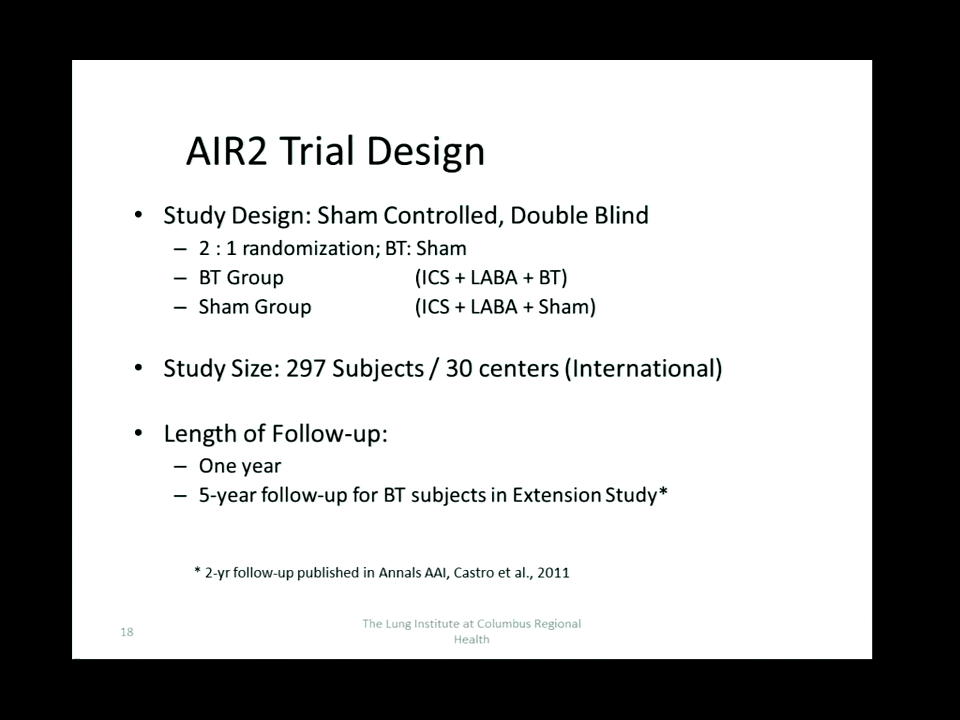 AIR2 Trial Design
• Study Design: Sham Controlled, Double Blind
– 2 : 1 randomization; BT: Sham
– BT Group (ICS + LABA + BT)
– Sham Group (ICS + LABA + Sham)
• Study Size: 297 Subjects / 30 centers (International)
• Length of Follow-up:
– One year
– 5-year follow-up for BT subjects in Extension Study*
* 2-yr follow-up published in Annals AAI, Castro et al., 2011
18
The Lung Institute at Columbus Regional
Health